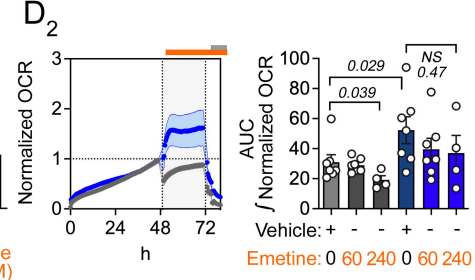 D2
Normalized OCR
3
2
1
0
0 24 48 72
h
AUC
∫ Normalized OCR
100
80
60
40
20
0
0.029
0.039
NS
0.47
Vehicle: + - - + - -
Emetine: 0 60 240 0 60 240
e
M)